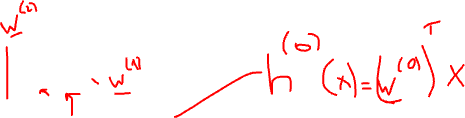 w^(2)
w^(1)
h^(0) (x) = (w^(0))^T x